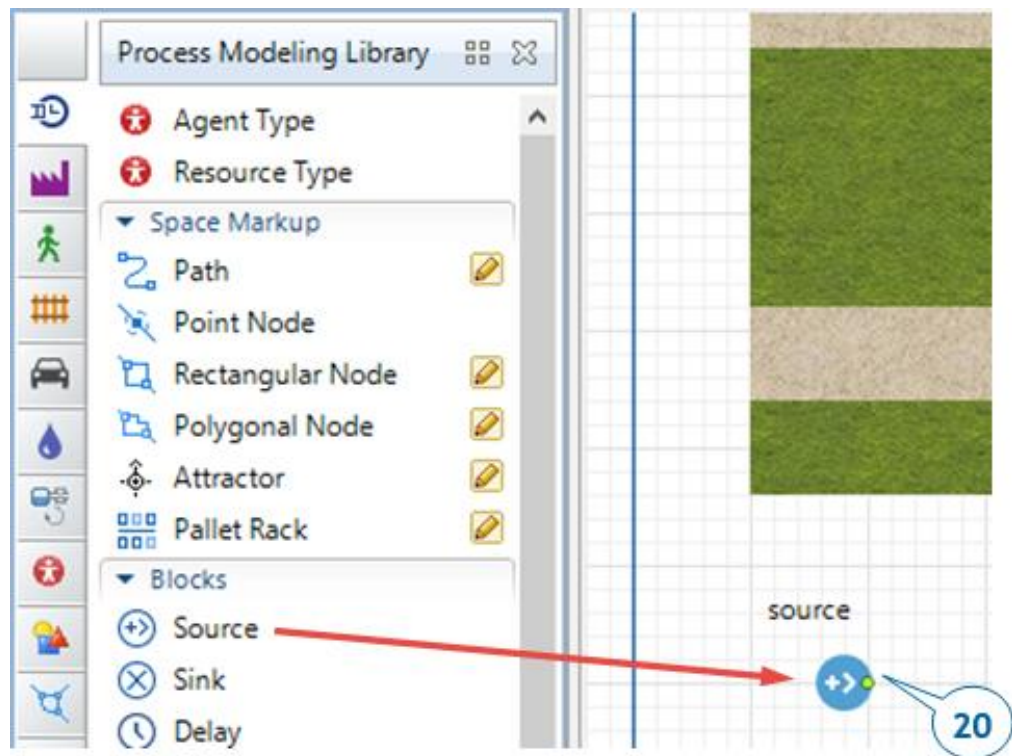 Process Modeling Library
Agent Type
Resource Type
Space Markup
Path
Point Node
Rectangular Node
Polygonal Node
Attractor
Pallet Rack
Blocks
Source
Sink
Delay
source
20